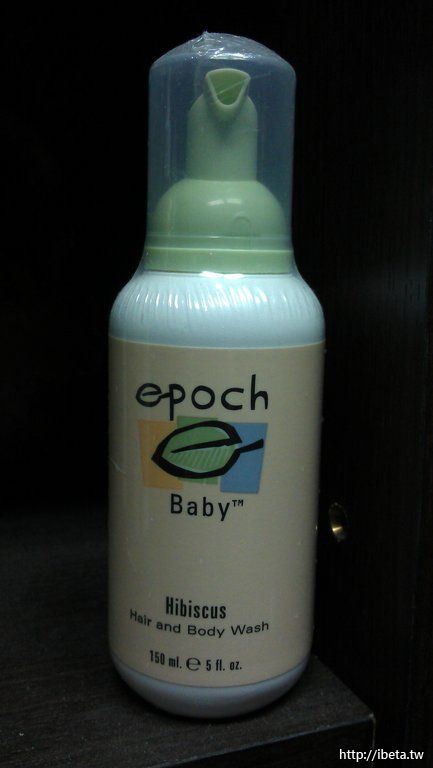 epoch
Baby™
Hibiscus
Hair and Body Wash
150 ml. ℮ 5 fl. oz.
http://ibeta.tw